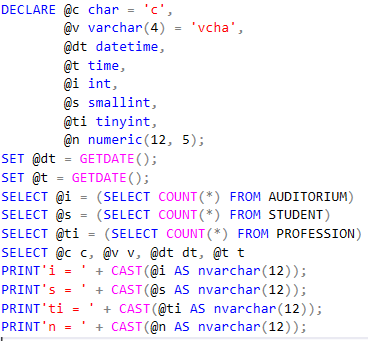 DECLARE @c char = 'c',
@v varchar(4) = 'vcha',
@dt datetime,
@t time,
@i int,
@s smallint,
@ti tinyint,
@n numeric(12, 5);
SET @dt = GETDATE();
SET @t = GETDATE();
SELECT @i = (SELECT COUNT(*) FROM AUDITORIUM)
SELECT @s = (SELECT COUNT(*) FROM STUDENT)
SELECT @ti = (SELECT COUNT(*) FROM PROFESSION)
SELECT @c c, @v v, @dt dt, @t t
PRINT'i = ' + CAST(@i AS nvarchar(12));
PRINT's = ' + CAST(@s AS nvarchar(12));
PRINT'ti = ' + CAST(@ti AS nvarchar(12));
PRINT'n = ' + CAST(@n AS nvarchar(12));